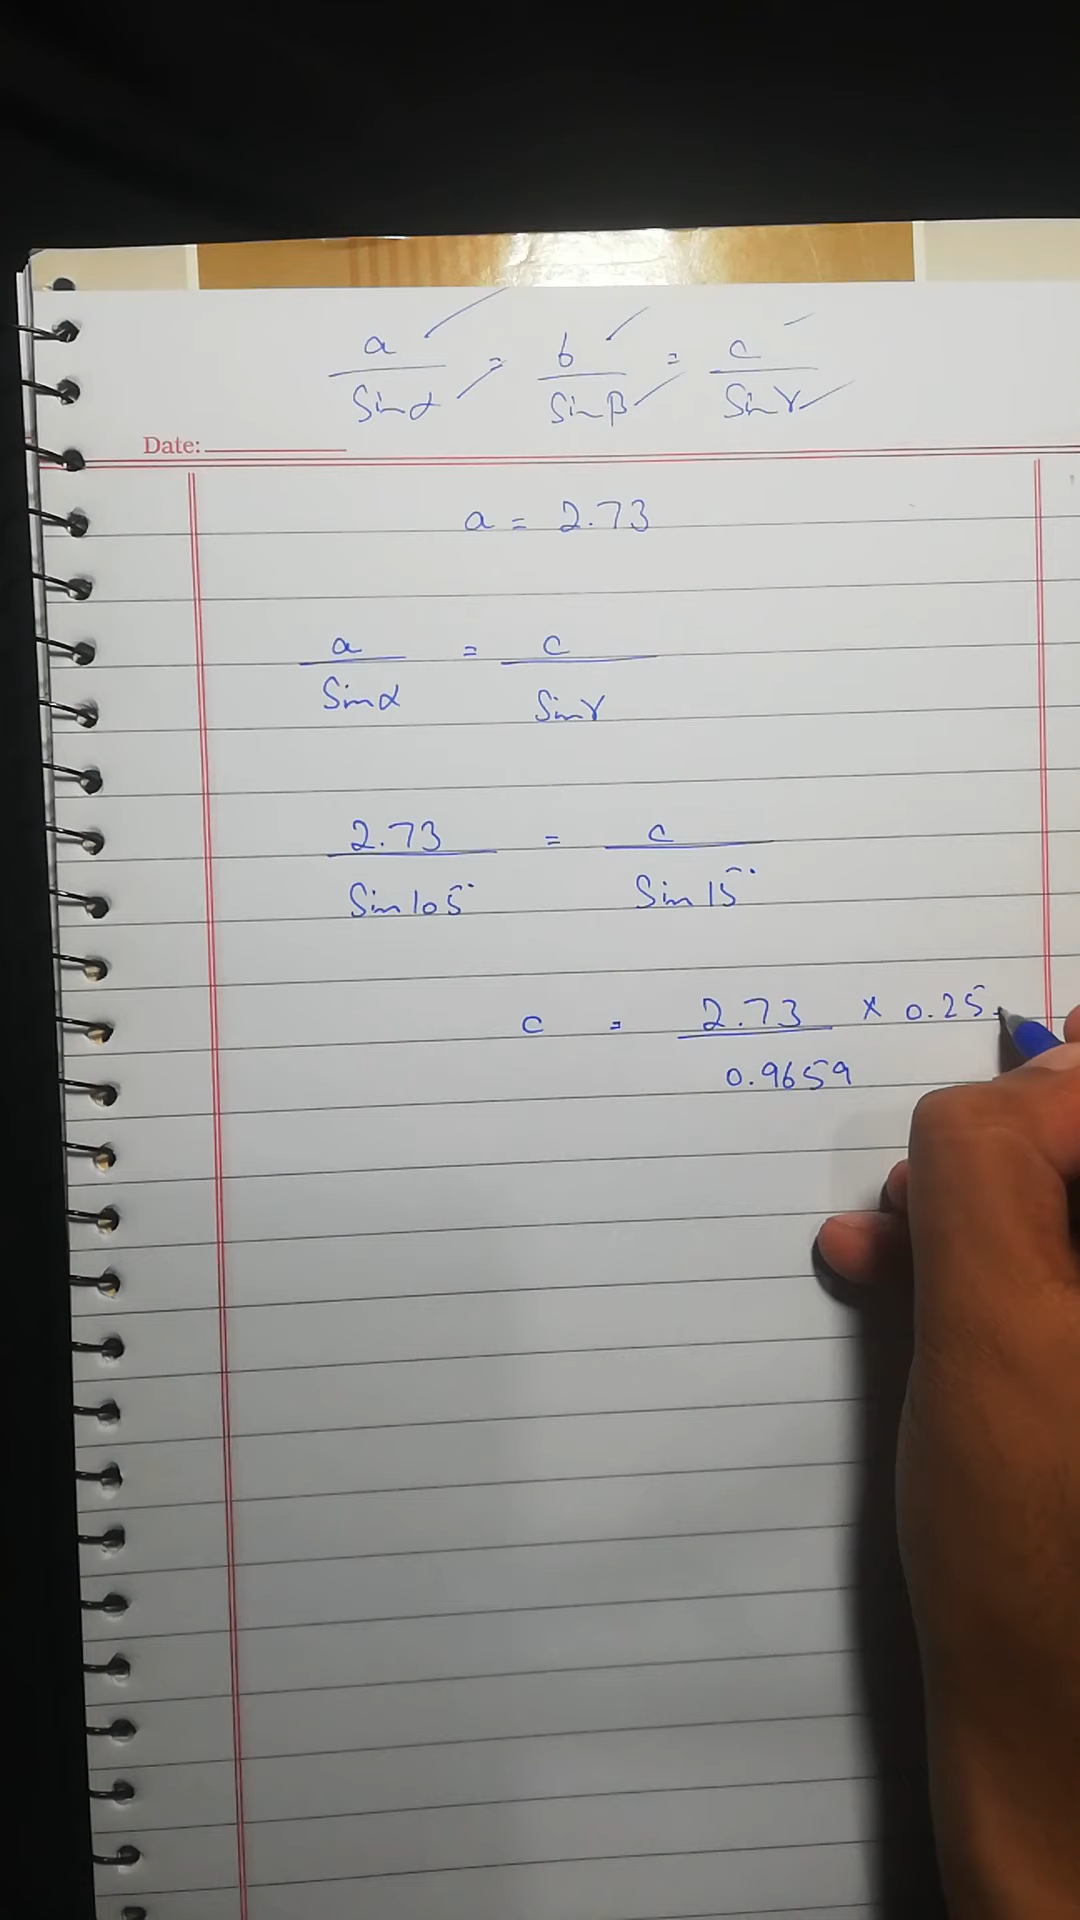 a = b = c
Sinα Sinβ Sinγ
Date:
a = 2.73
a = c
Sinα Sinγ
2.73 = c
Sin105° Sin15°
c = 2.73 × 0.25
0.9659